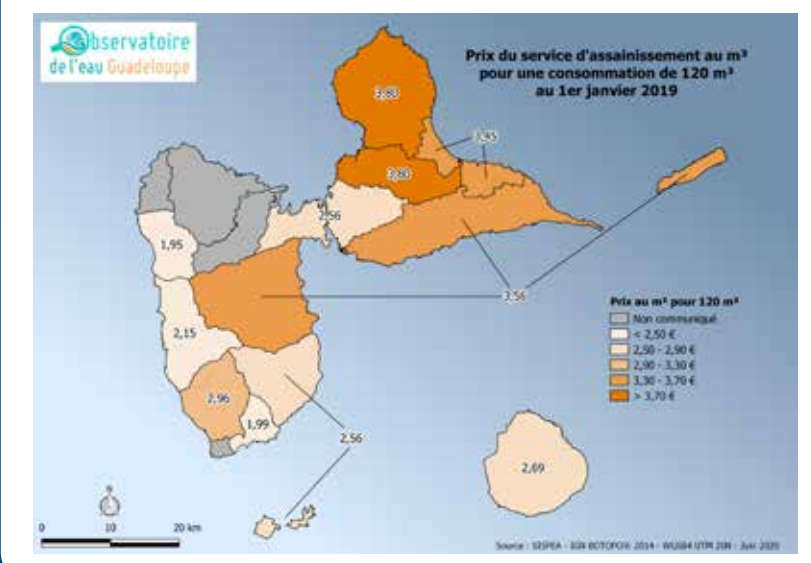 Observatoire
de l'eau Guadeloupe
Prix du service d'assainissement au m³
pour une consommation de 120 m³
au 1er janvier 2019
3,80
3,45
3,80
2,56
1,95
3,56
2,15
2,96
1,99
2,56
2,69
Prix au m³ pour 120 m³
Non communiqué
< 2,50 €
2,50 - 2,90 €
2,90 - 3,30 €
3,30 - 3,70 €
> 3,70 €
N
0 10 20 km
Source : SISPEA - IGN BDTOPO® 2014 - WGS84 UTM 20N - Juin 2020